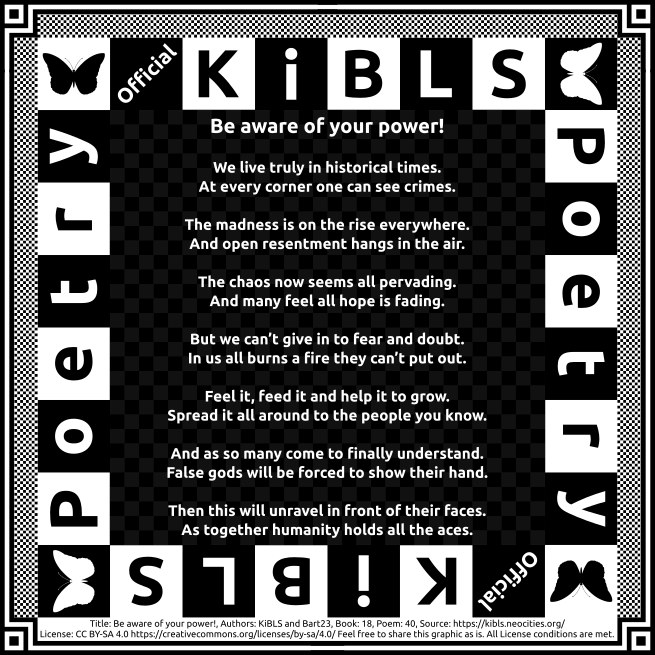 Official KiBLS
Poetry
Poetry
Be aware of your power!
We live truly in historical times.
At every corner one can see crimes.
The madness is on the rise everywhere.
And open resentment hangs in the air.
The chaos now seems all pervading.
And many feel all hope is fading.
But we can’t give in to fear and doubt.
In us all burns a fire they can’t put out.
Feel it, feed it and help it to grow.
Spread it all around to the people you know.
And as so many come to finally understand.
False gods will be forced to show their hand.
Then this will unravel in front of their faces.
As together humanity holds all the aces.
Official KiBLS
Title: Be aware of your power!, Authors: KiBLS and Bart23, Book: 18, Poem: 40, Source: https://kibls.neocities.org/
License: CC BY-SA 4.0 https://creativecommons.org/licenses/by-sa/4.0/ Feel free to share this graphic as is. All License conditions are met.